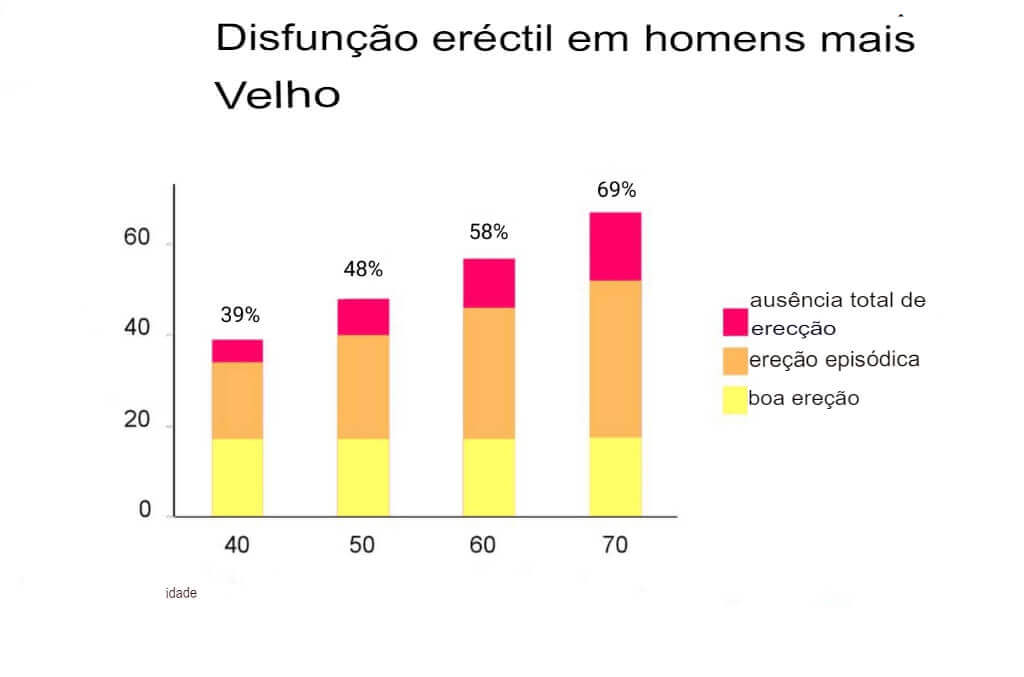 Disfunção eréctil em homens mais
Velho
69%
58%
48%
39%
60
40
20
0
ausência total de
erecção
ereção episódica
boa ereção
40 50 60 70
idade